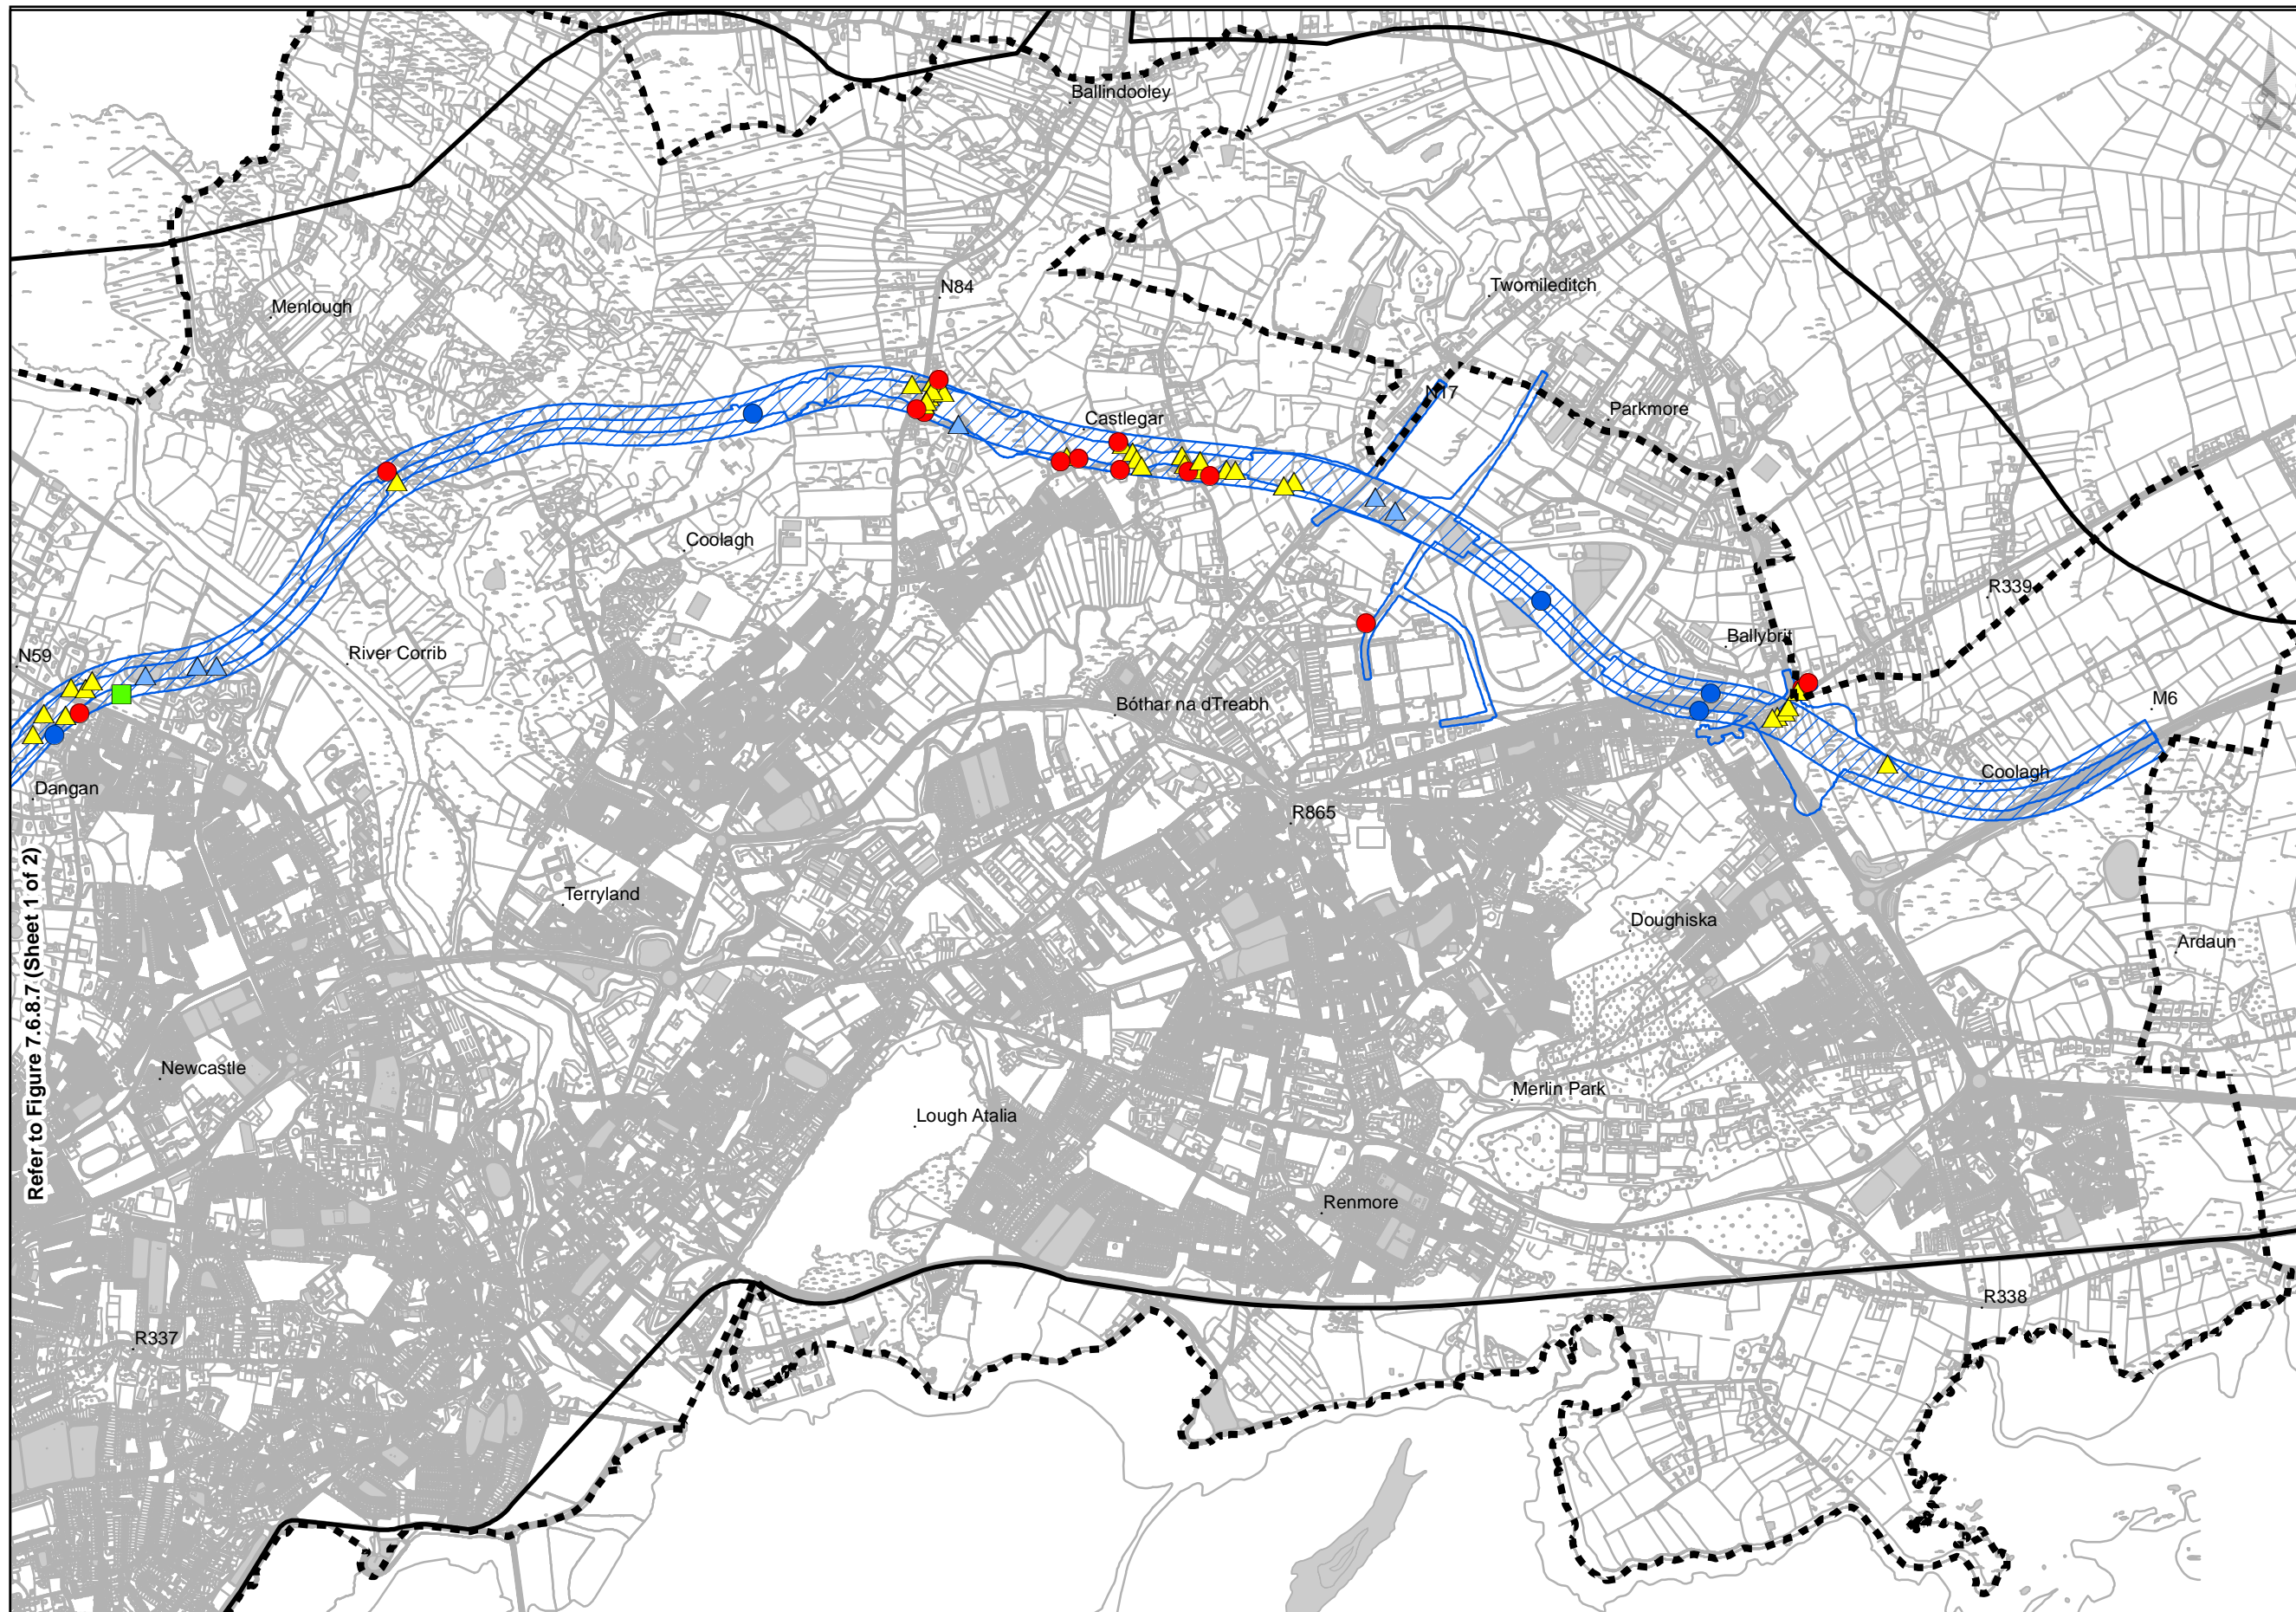 Ballindooley
N84
Twomileditch
Menlough
N17
Parkmore
Castlegar
Coolagh
R339
Ballybrit
N59
River Corrib
Bóthar na dTreabh
M6
Coolagh
Dangan
R865
Terryland
Doughiska
Ardaun
Refer to Figure 7.6.8.7 (Sheet 1 of 2)
Newcastle
Merlin Park
Lough Atalia
Renmore
R338
R337